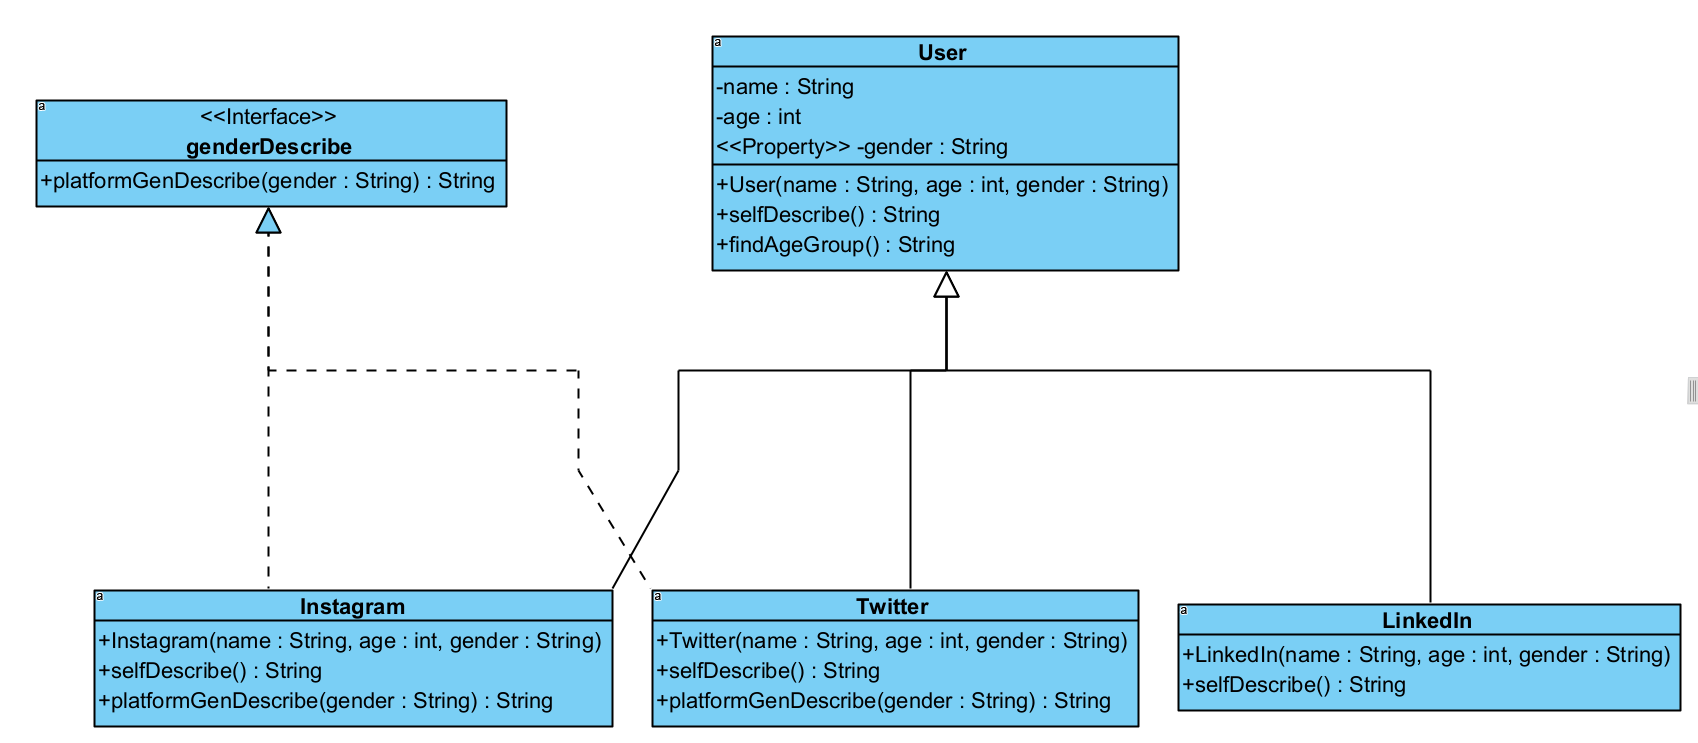 a
User
-name : String
-age : int
<<Property>> -gender : String
+User(name : String, age : int, gender : String)
+selfDescribe() : String
+findAgeGroup() : String
a
<<Interface>>
genderDescribe
+platformGenDescribe(gender : String) : String
a
Instagram
+Instagram(name : String, age : int, gender : String)
+selfDescribe() : String
+platformGenDescribe(gender : String) : String
a
Twitter
+Twitter(name : String, age : int, gender : String)
+selfDescribe() : String
+platformGenDescribe(gender : String) : String
a
LinkedIn
+LinkedIn(name : String, age : int, gender : String)
+selfDescribe() : String